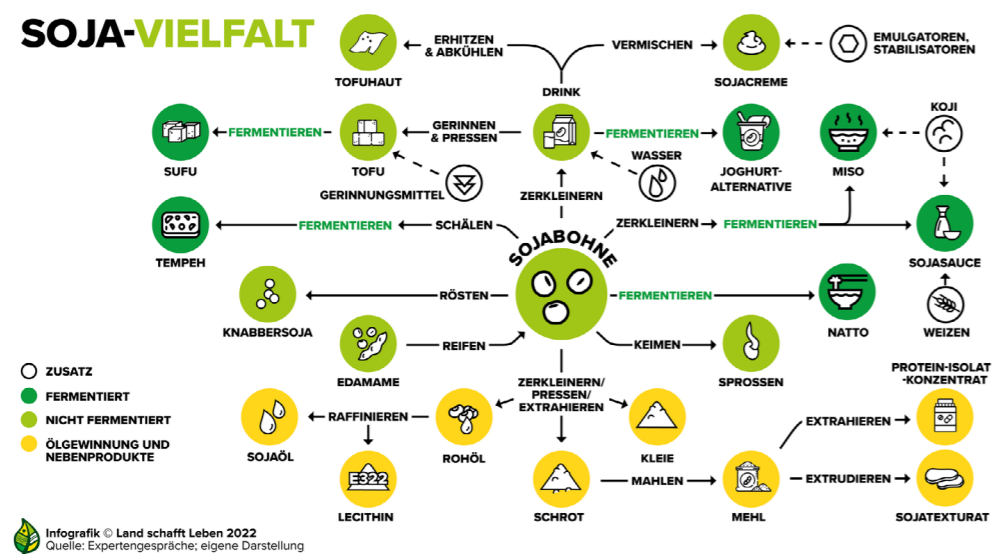 SOJA-VIELFALT
ERHITZEN
& ABKÜHLEN
VERMISCHEN
EMULGATOREN,
STABILISATOREN
TOFUHAUT
SOJACREME
DRINK
KOJI
FERMENTIEREN
GERINNEN
& PRESSEN
FERMENTIEREN
WASSER
SUFU
TOFU
JOGHURT-
ALTERNATIVE
MISO
GERINNUNGSMITTEL
ZERKLEINERN
FERMENTIEREN
SCHÄLEN
ZERKLEINERN
FERMENTIEREN
TEMPEH
SOJABOHNE
SOJASAUCE
RÖSTEN
FERMENTIEREN
KNABBERSOJA
NATTO
WEIZEN
REIFEN
KEIMEN
EDAMAME
SPROSSEN
ZUSATZ
FERMENTIERT
NICHT FERMENTIERT
ÖLGEWINNUNG UND
NEBENPRODUKTE
ZERKLEINERN/
PRESSEN/
EXTRAHIEREN
PROTEIN-ISOLAT
-KONZENTRAT
RAFFINIEREN
EXTRAHIEREN
SOJAÖL
ROHÖL
KLEIE
E322
MAHLEN
EXTRUDIEREN
LECITHIN
SCHROT
MEHL
SOJATEXTURAT
Infografik © Land schafft Leben 2022
Quelle: Expertengespräche; eigene Darstellung